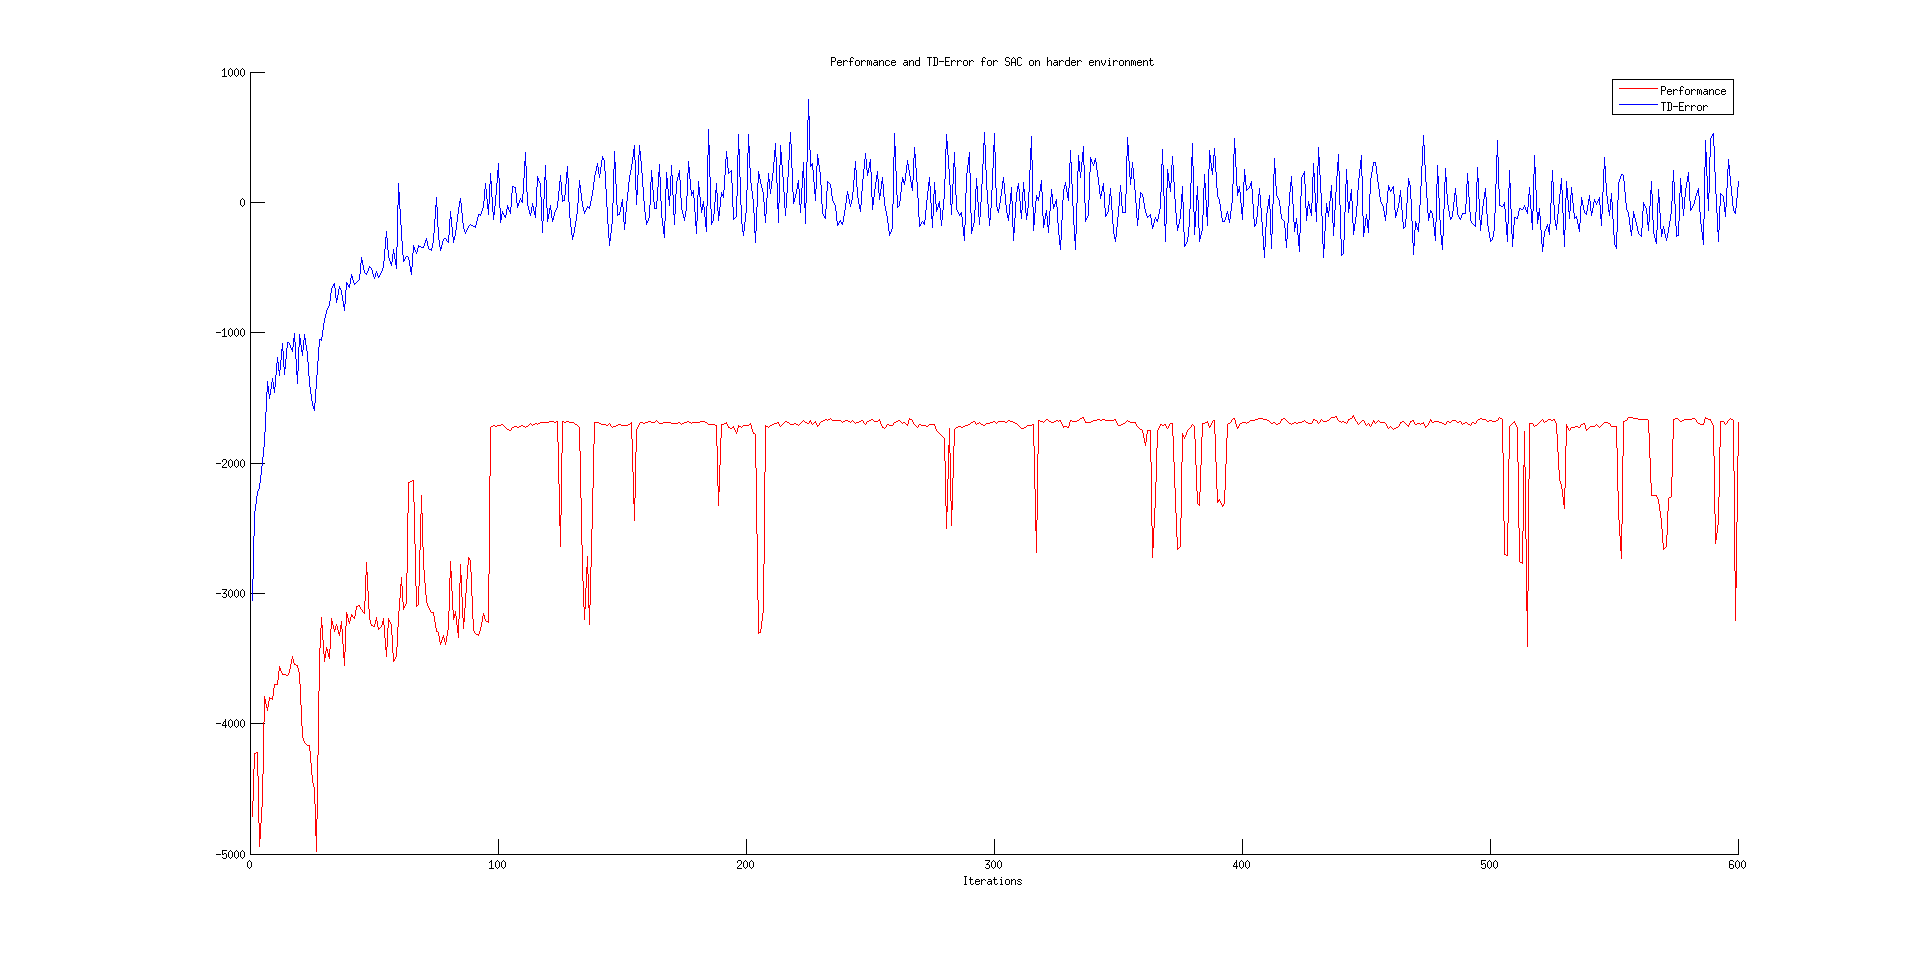 Performance and TD-Error for SAC on harder environment
1000
Performance
TD-Error
0
-1000
-2000
-3000
-4000
-5000
0 100 200 300 400 500 600
Iterations